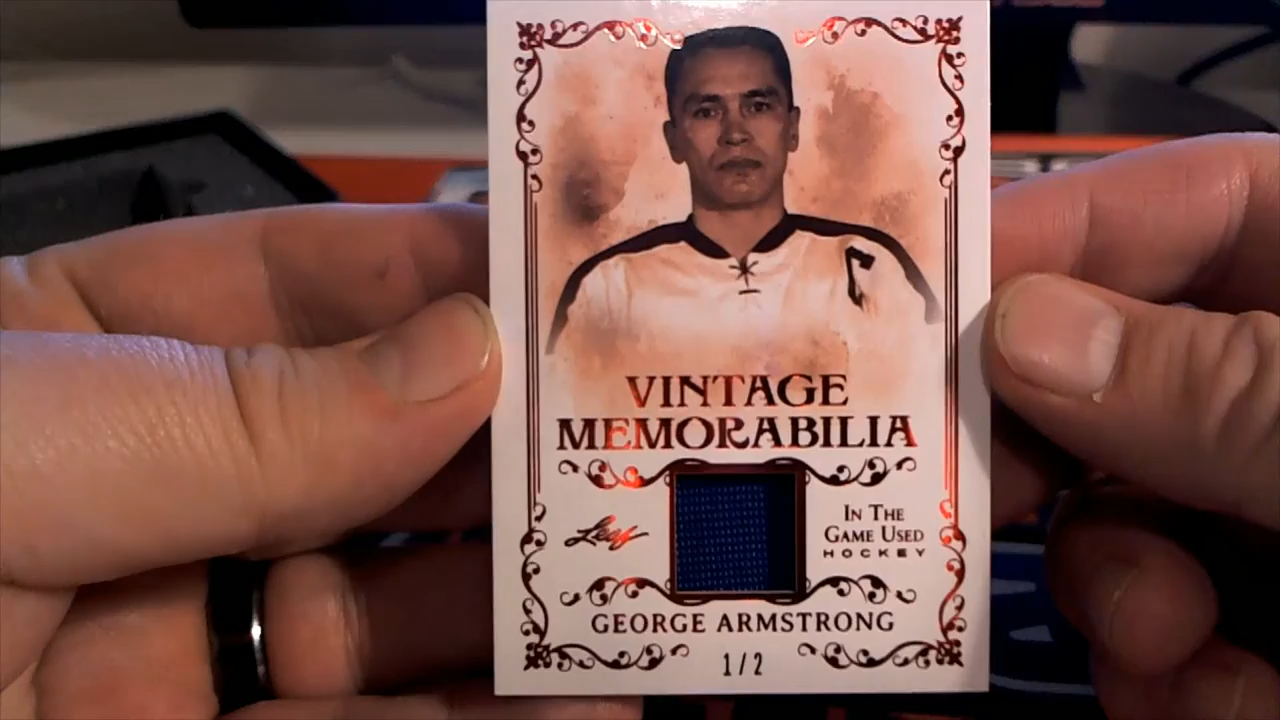 C
VINTAGE
MEMORABILIA
Leaf
IN THE
GAME USED
HOCKEY
GEORGE ARMSTRONG
1/2